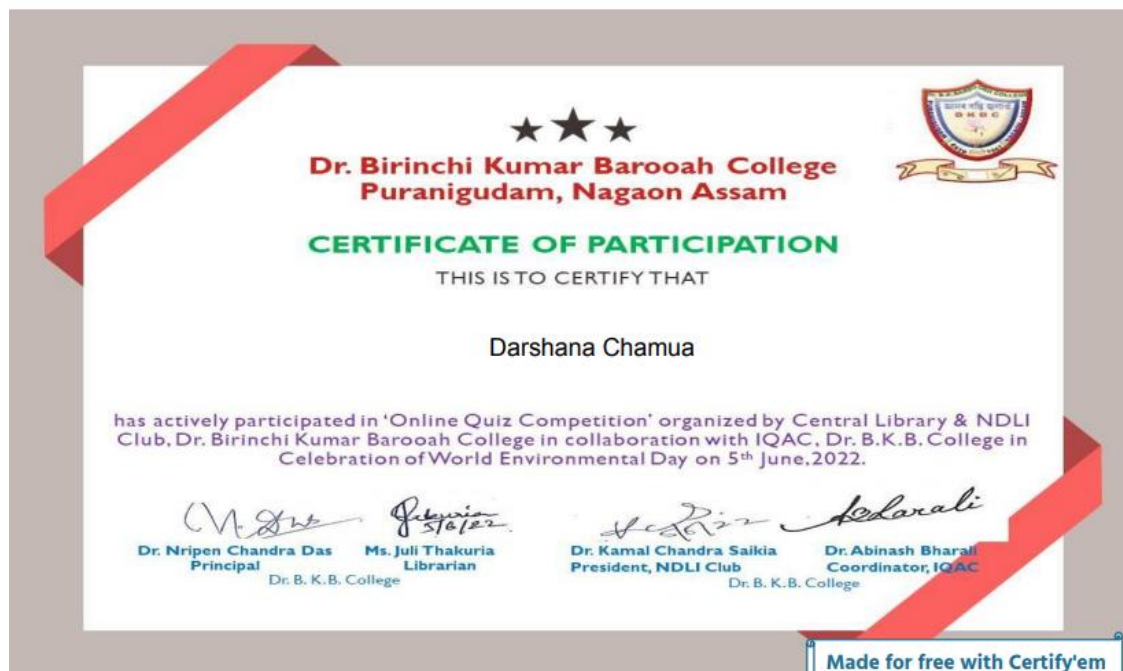 Dr. Birinchi Kumar Barooah College
Puranigudam, Nagaon Assam
CERTIFICATE OF PARTICIPATION
THIS IS TO CERTIFY THAT
Darshana Chamua
has actively participated in 'Online Quiz Competition' organized by Central Library & NDLI
Club, Dr. Birinchi Kumar Barooah College in collaboration with IQAC, Dr. B.K.B. College in
Celebration of World Environmental Day on 5th June,2022.
5/6/22
Dr. Nripen Chandra Das
Principal
Ms. Juli Thakuria
Librarian
Dr. B. K.B. College
Dr. Kamal Chandra Saikia
President, NDLI Club
Dr. Abinash Bharali
Coordinator, IQAC
Dr. B. K.B. College
Made for free with Certify'em